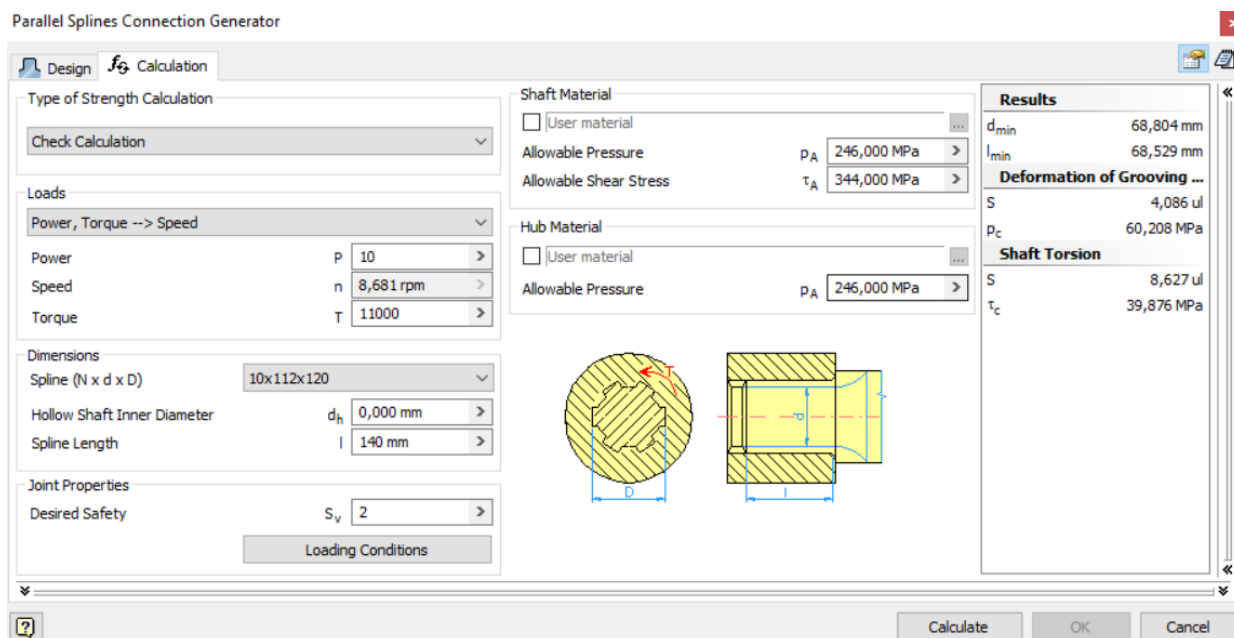 Parallel Splines Connection Generator
Design
Calculation
Type of Strength Calculation
Check Calculation
Loads
Power, Torque --> Speed
Power P 10
Speed n 8,681 rpm
Torque T 11000
Dimensions
Spline (N x d x D) 10x112x120
Hollow Shaft Inner Diameter dh 0,000 mm
Spline Length l 140 mm
Joint Properties
Desired Safety Sv 2
Loading Conditions
Shaft Material
User material ...
Allowable Pressure pA 246,000 MPa
Allowable Shear Stress τA 344,000 MPa
Hub Material
User material ...
Allowable Pressure pA 246,000 MPa
T
D
d
l
Results
dmin 68,804 mm
lmin 68,529 mm
Deformation of Grooving ...
S 4,086 ul
pc 60,208 MPa
Shaft Torsion
S 8,627 ul
τc 39,876 MPa
?
Calculate
OK
Cancel